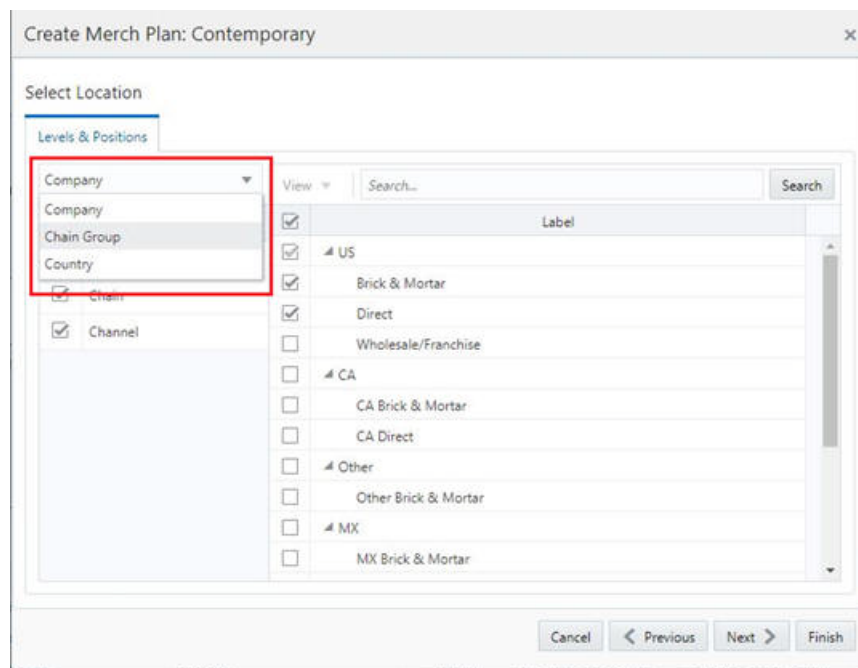 Create Merch Plan: Contemporary
Select Location
Levels & Positions
Company
View
Search...
Search
Company
Chain Group
Country
Chain
Channel
Label
US
Brick & Mortar
Direct
Wholesale/Franchise
CA
CA Brick & Mortar
CA Direct
Other
Other Brick & Mortar
MX
MX Brick & Mortar
Cancel
Previous
Next
Finish